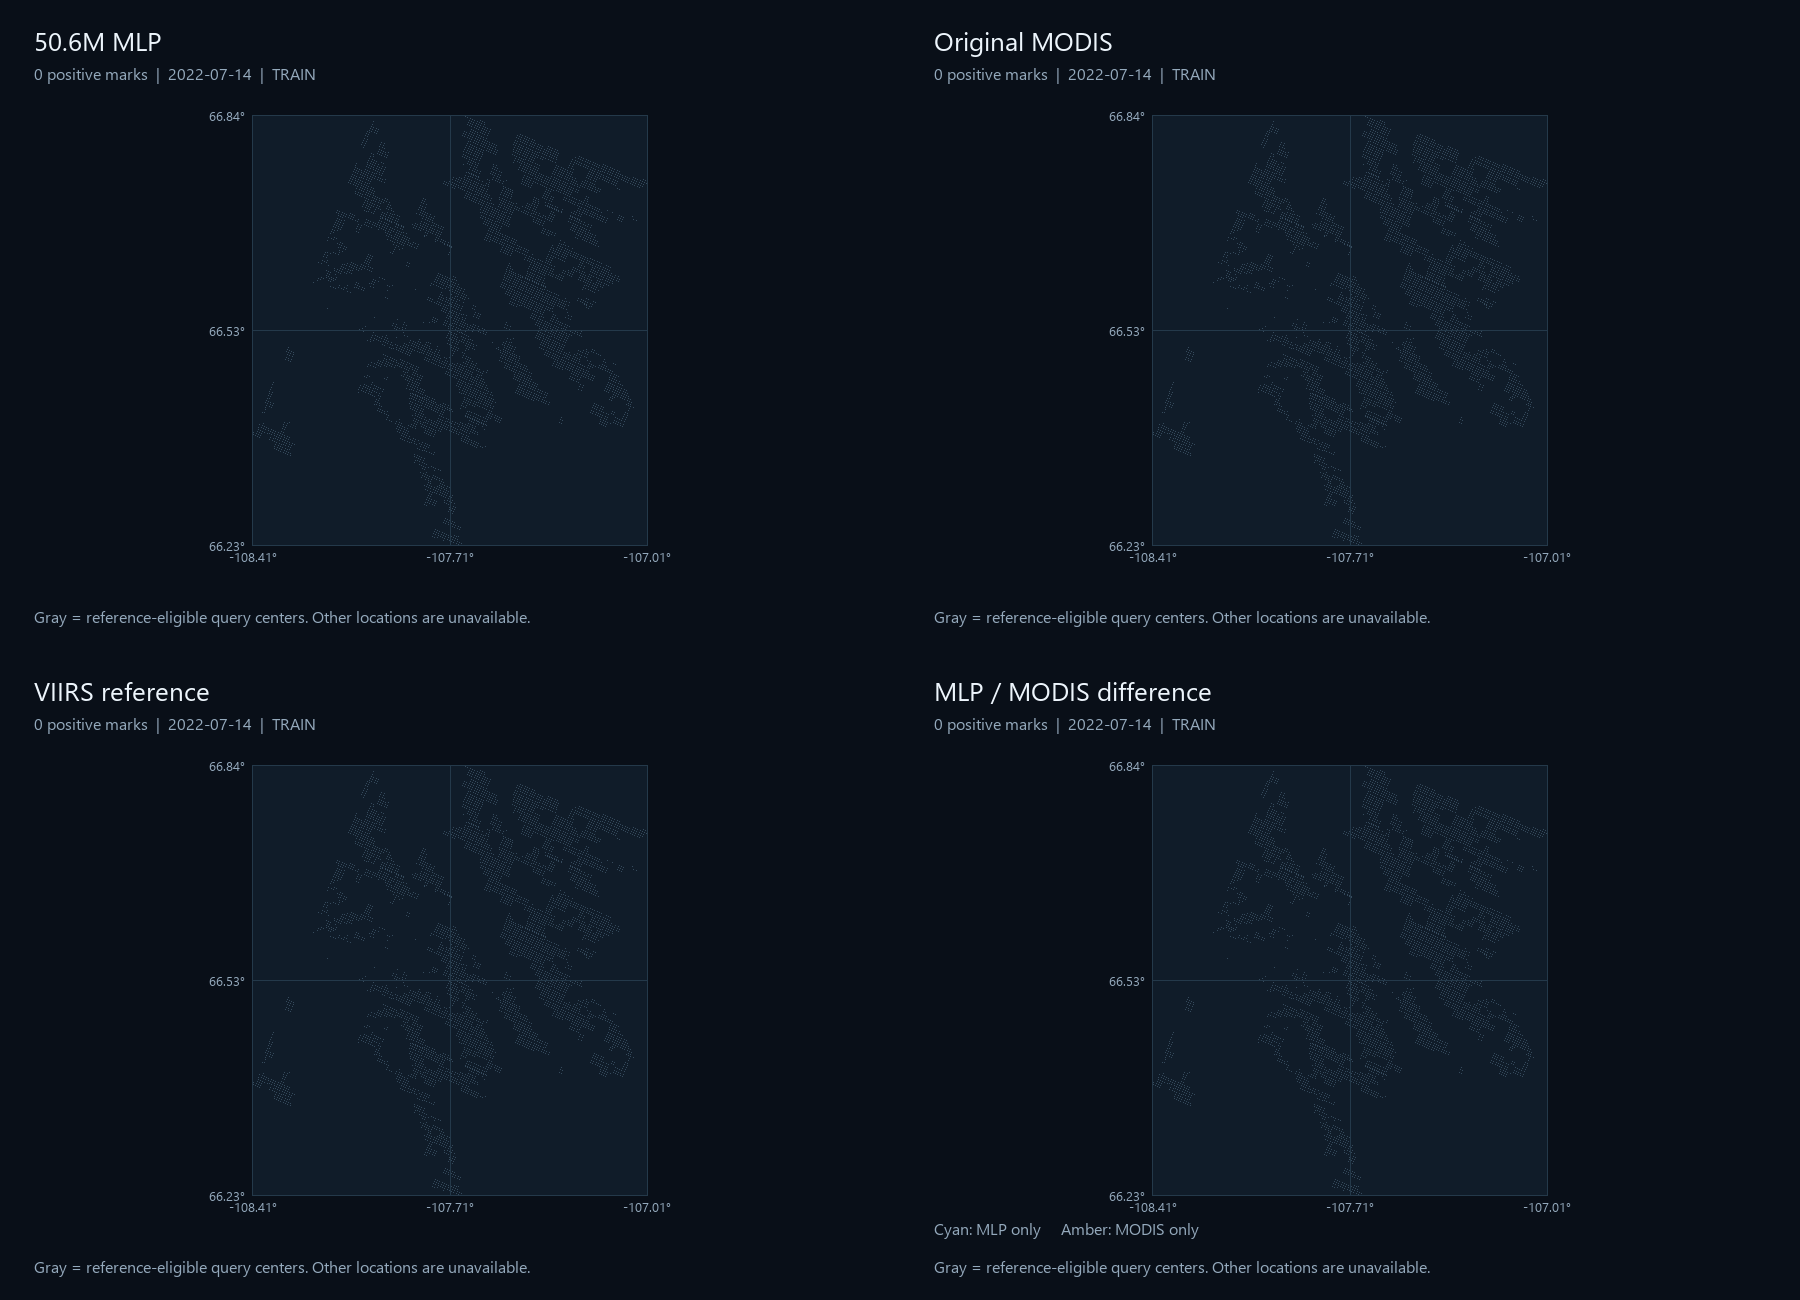 50.6M MLP
0 positive marks | 2022-07-14 | TRAIN
66.84°
66.53°
66.23°
-108.41°
-107.71°
-107.01°
Gray = reference-eligible query centers. Other locations are unavailable.
Original MODIS
0 positive marks | 2022-07-14 | TRAIN
66.84°
66.53°
66.23°
-108.41°
-107.71°
-107.01°
Gray = reference-eligible query centers. Other locations are unavailable.
VIIRS reference
0 positive marks | 2022-07-14 | TRAIN
66.84°
66.53°
66.23°
-108.41°
-107.71°
-107.01°
Gray = reference-eligible query centers. Other locations are unavailable.
MLP / MODIS difference
0 positive marks | 2022-07-14 | TRAIN
66.84°
66.53°
66.23°
-108.41°
-107.71°
-107.01°
Cyan: MLP only Amber: MODIS only
Gray = reference-eligible query centers. Other locations are unavailable.